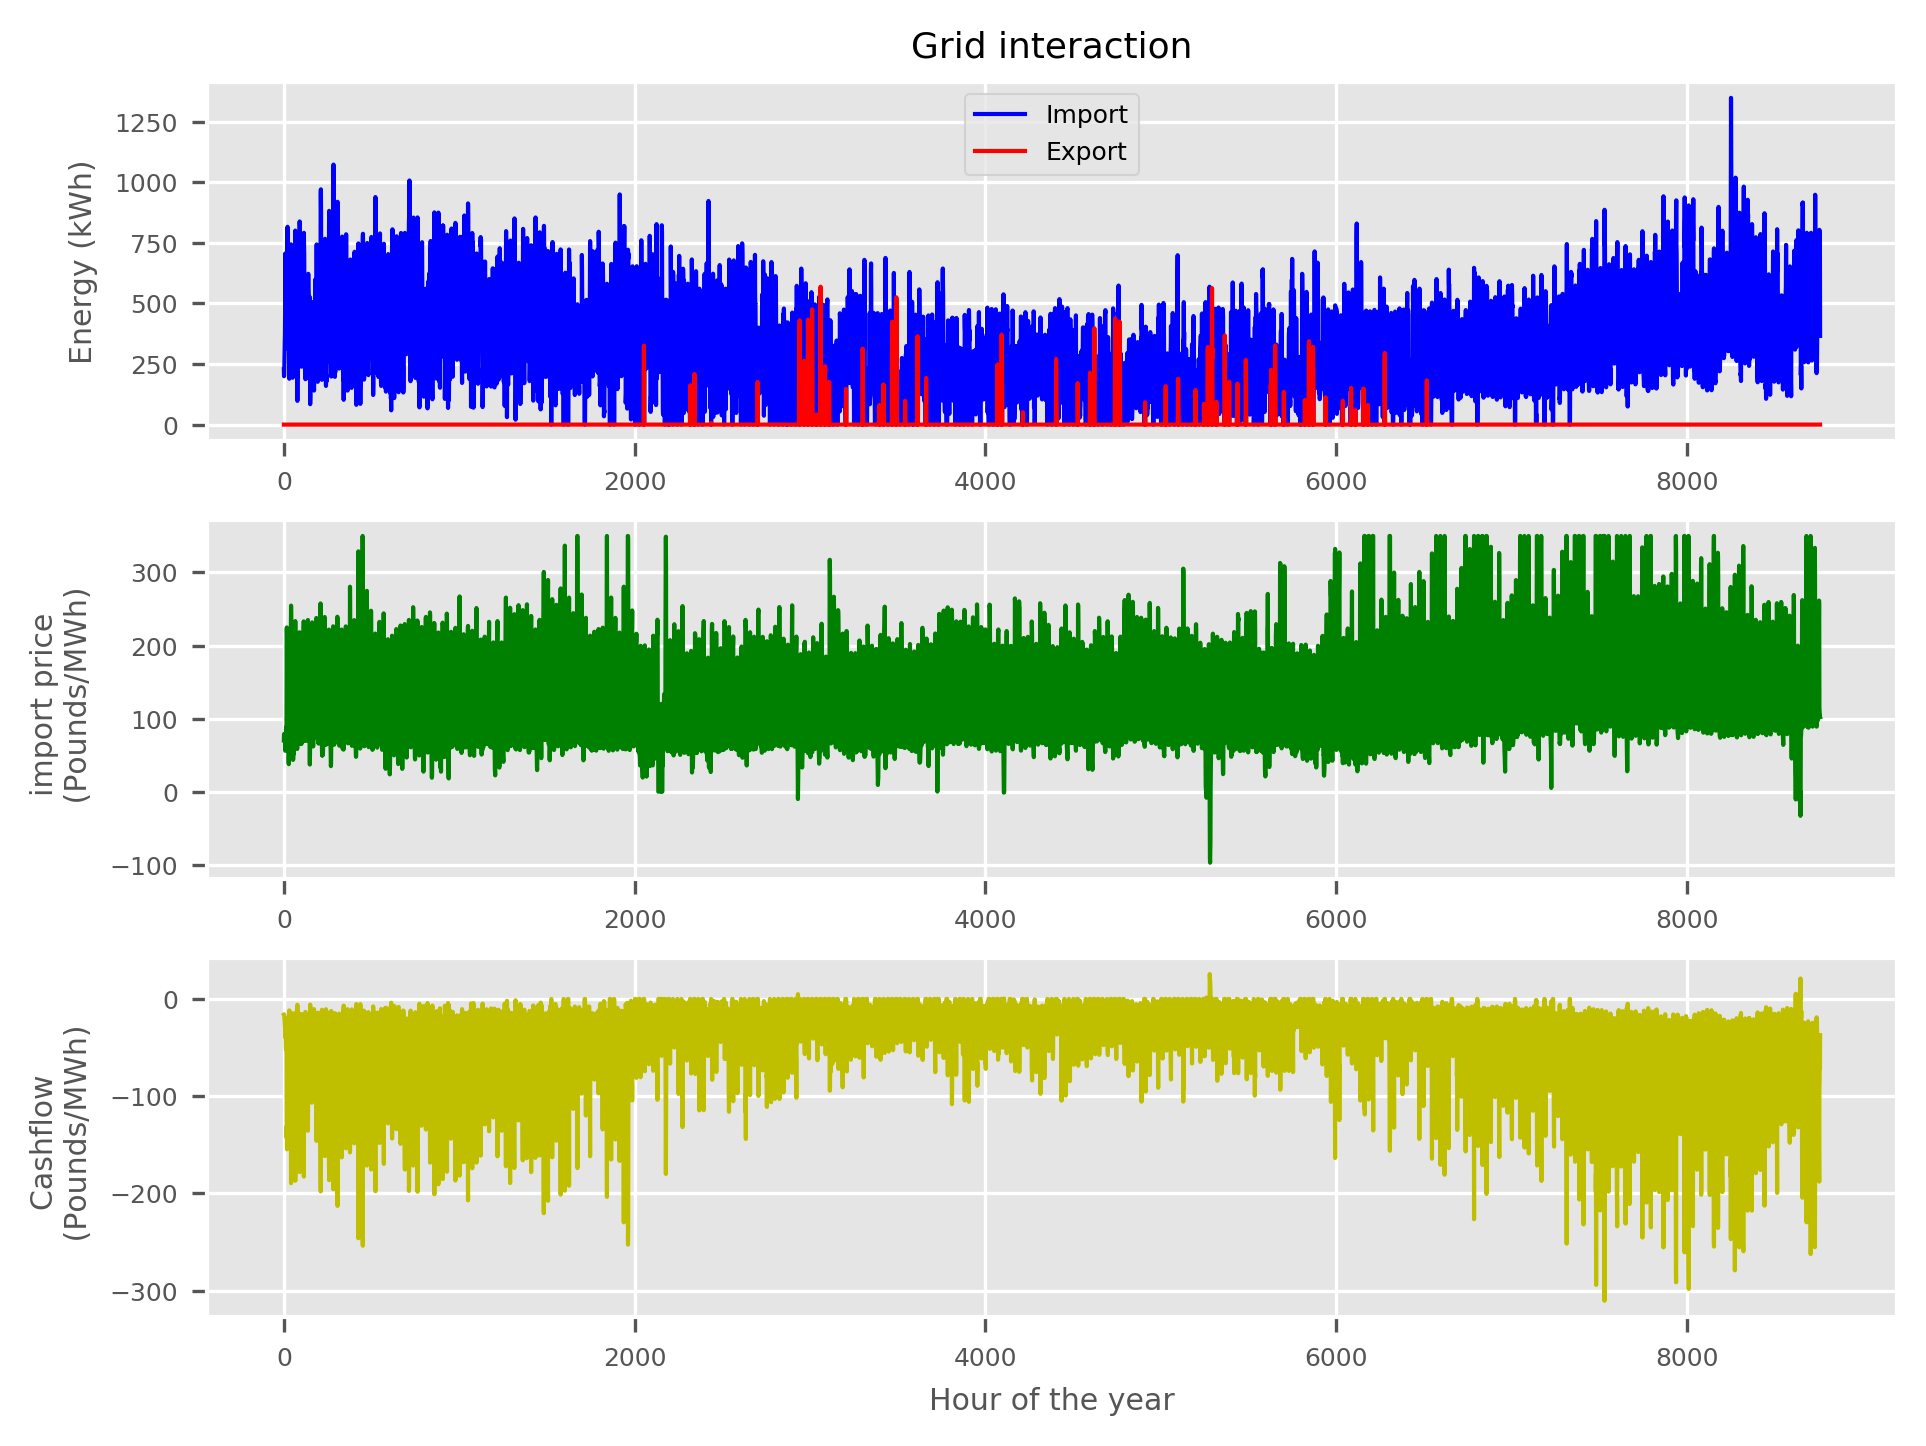 Grid interaction
Import
Export
Energy (kWh)
1250
1000
750
500
250
0
0 2000 4000 6000 8000
import price
(Pounds/MWh)
300
200
100
0
−100
0 2000 4000 6000 8000
Cashflow
(Pounds/MWh)
0
−100
−200
−300
0 2000 4000 6000 8000
Hour of the year